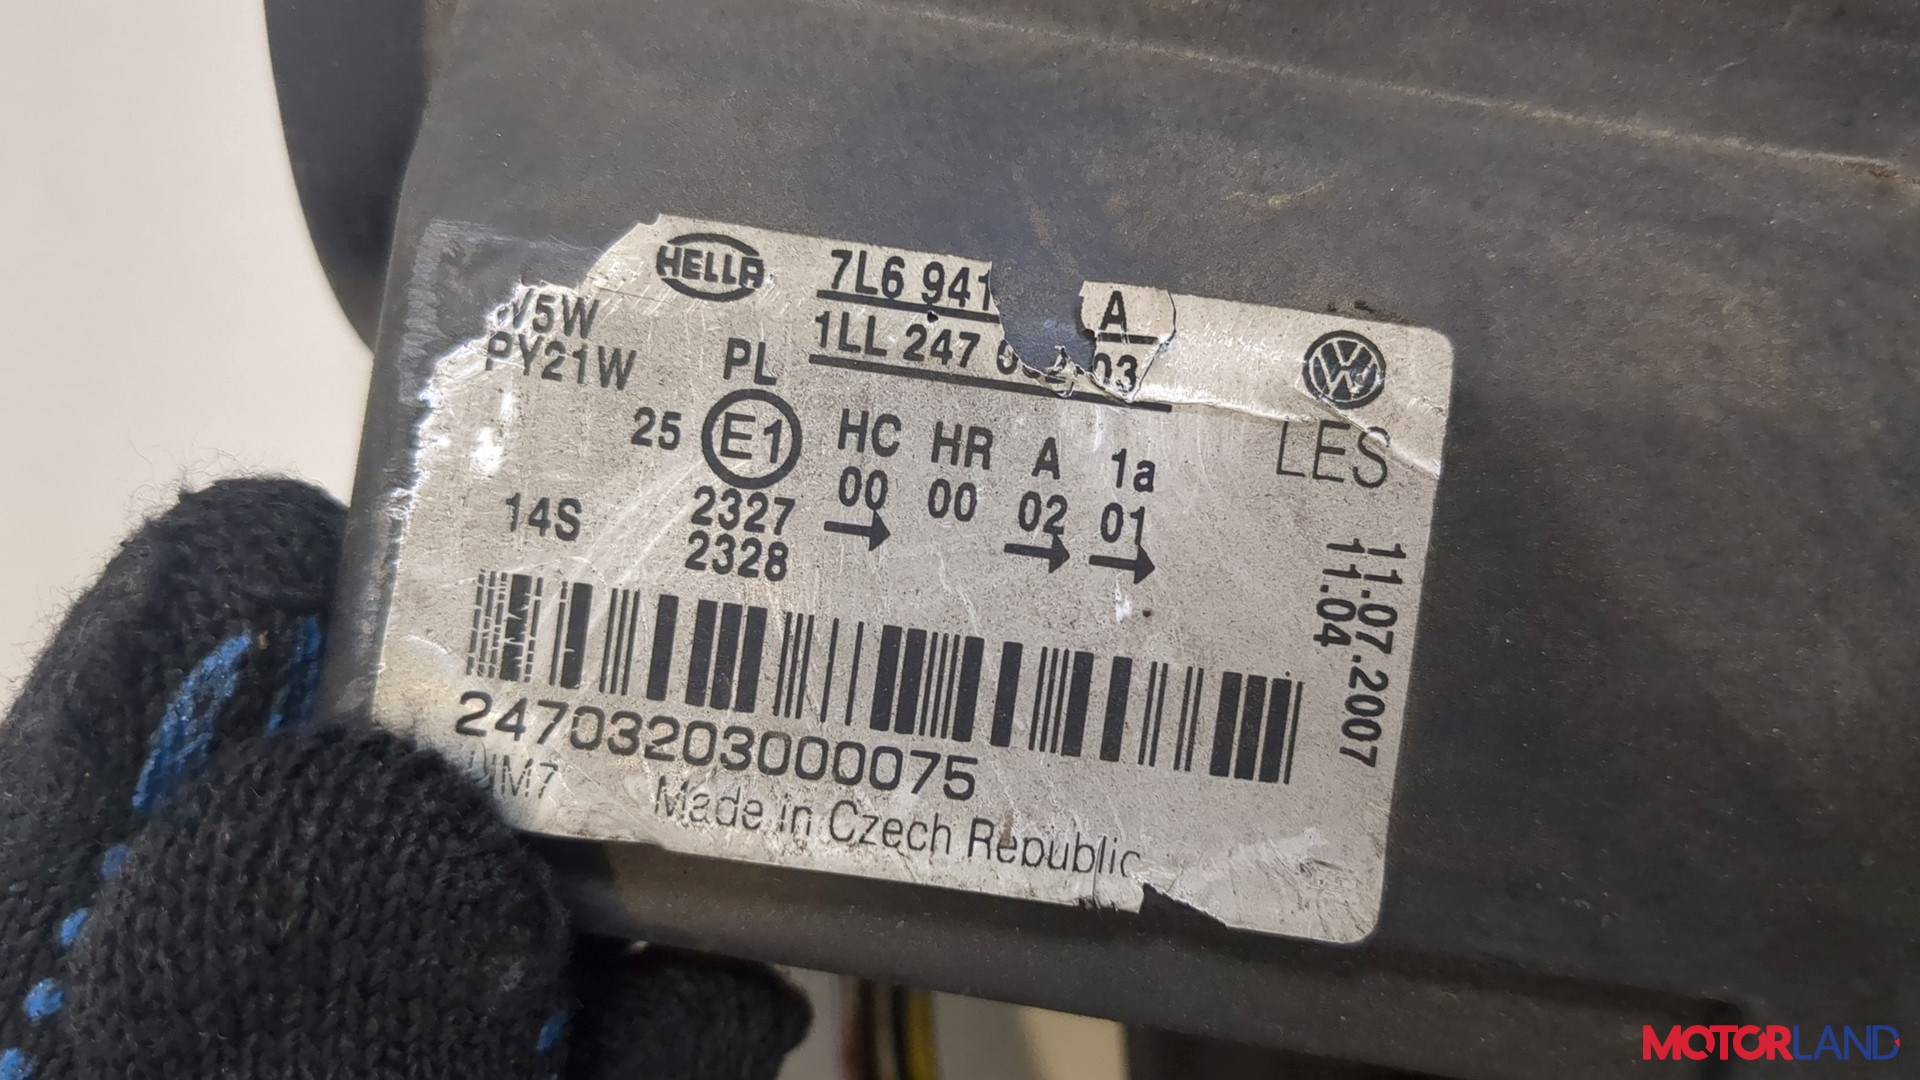 HELLA
7L6 941 A
1LL 247 03
W5W
PY21W
PL
25 E1 HC HR A 1a
00 00 02 01
14S
2327
2328
LES
11.07.2007
11.04
24703203000075
Made in Czech Republic
MOTORLAND